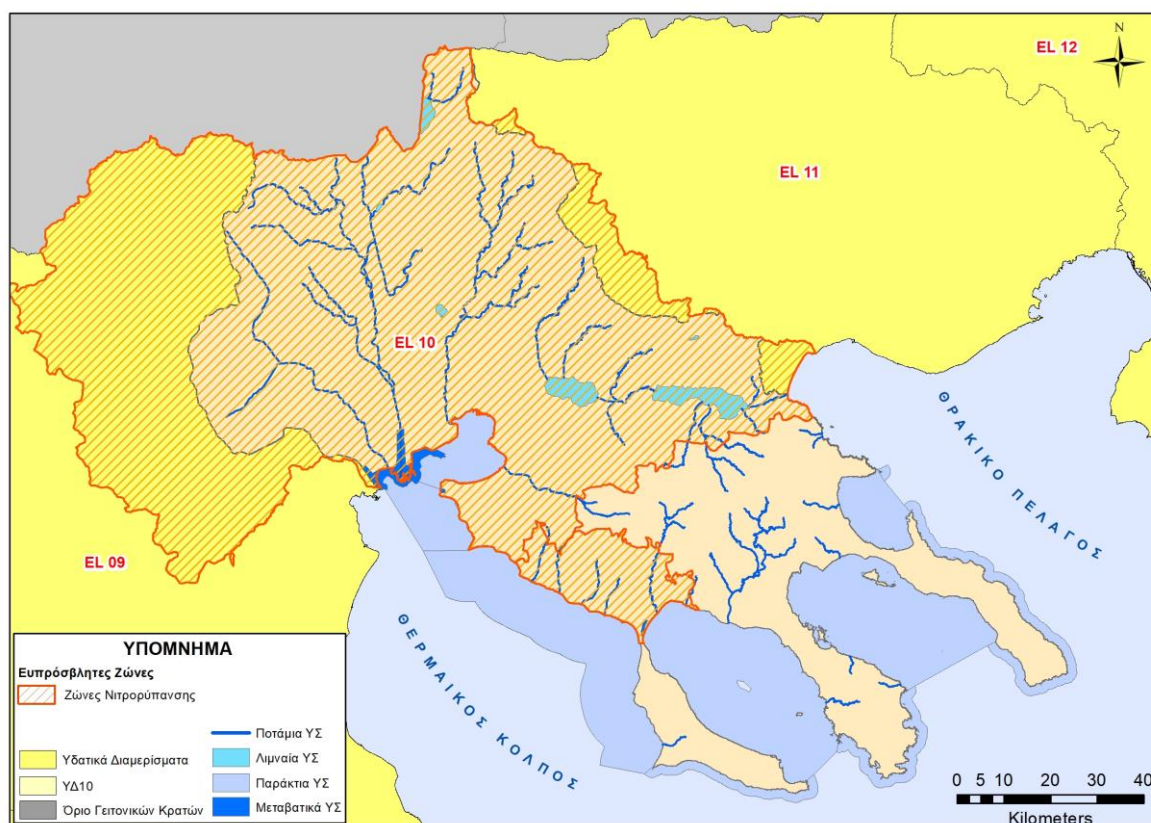 EL 12
N
EL 11
EL 10
EL 09
ΘΡΑΚΙΚΟ ΠΕΛΑΓΟΣ
ΘΕΡΜΑΙΚΟΣ ΚΟΛΠΟΣ
ΥΠΟΜΝΗΜΑ
Ευπρόσβλητες Ζώνες
Ζώνες Νιτρορύπανσης
Υδατικά Διαμερίσματα
ΥΔ10
Όριο Γειτονικών Κρατών
Ποτάμια ΥΣ
Λιμναία ΥΣ
Παράκτια ΥΣ
Μεταβατικά ΥΣ
0 5 10 20 30 40
Kilometers